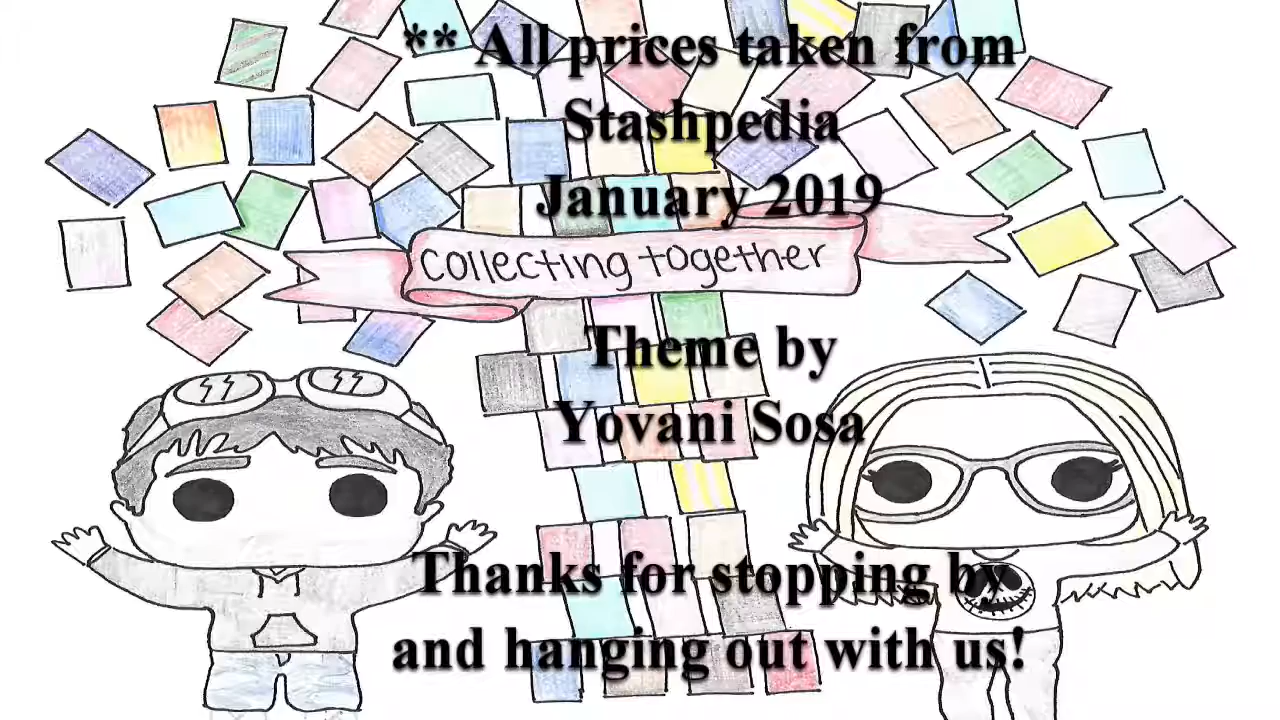 ** All prices taken from
Stashpedia
January 2019
collecting together
Theme by
Yovani Sosa
Thanks for stopping by
and hanging out with us!